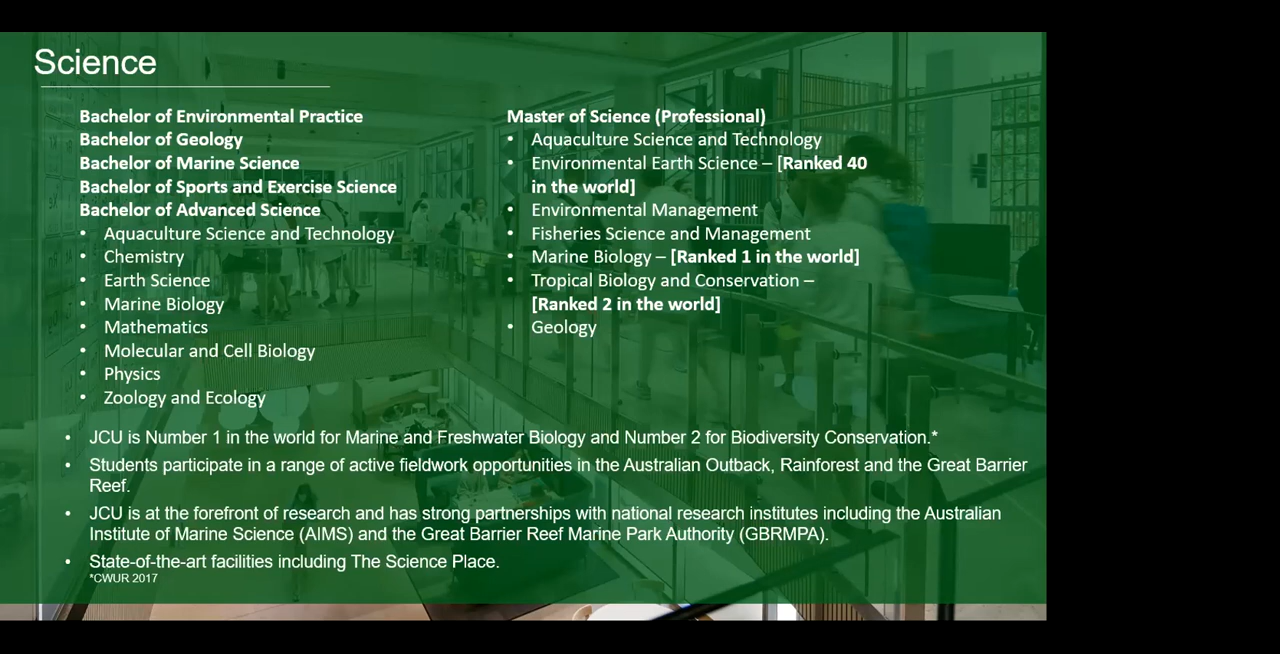 Science
Bachelor of Environmental Practice
Bachelor of Geology
Bachelor of Marine Science
Bachelor of Sports and Exercise Science
Bachelor of Advanced Science
• Aquaculture Science and Technology
• Chemistry
• Earth Science
• Marine Biology
• Mathematics
• Molecular and Cell Biology
• Physics
• Zoology and Ecology
Master of Science (Professional)
• Aquaculture Science and Technology
• Environmental Earth Science – [Ranked 40
in the world]
• Environmental Management
• Fisheries Science and Management
• Marine Biology – [Ranked 1 in the world]
• Tropical Biology and Conservation –
[Ranked 2 in the world]
• Geology
• JCU is Number 1 in the world for Marine and Freshwater Biology and Number 2 for Biodiversity Conservation.*
• Students participate in a range of active fieldwork opportunities in the Australian Outback, Rainforest and the Great Barrier
Reef.
• JCU is at the forefront of research and has strong partnerships with national research institutes including the Australian
Institute of Marine Science (AIMS) and the Great Barrier Reef Marine Park Authority (GBRMPA).
• State-of-the-art facilities including The Science Place.
*CWUR 2017